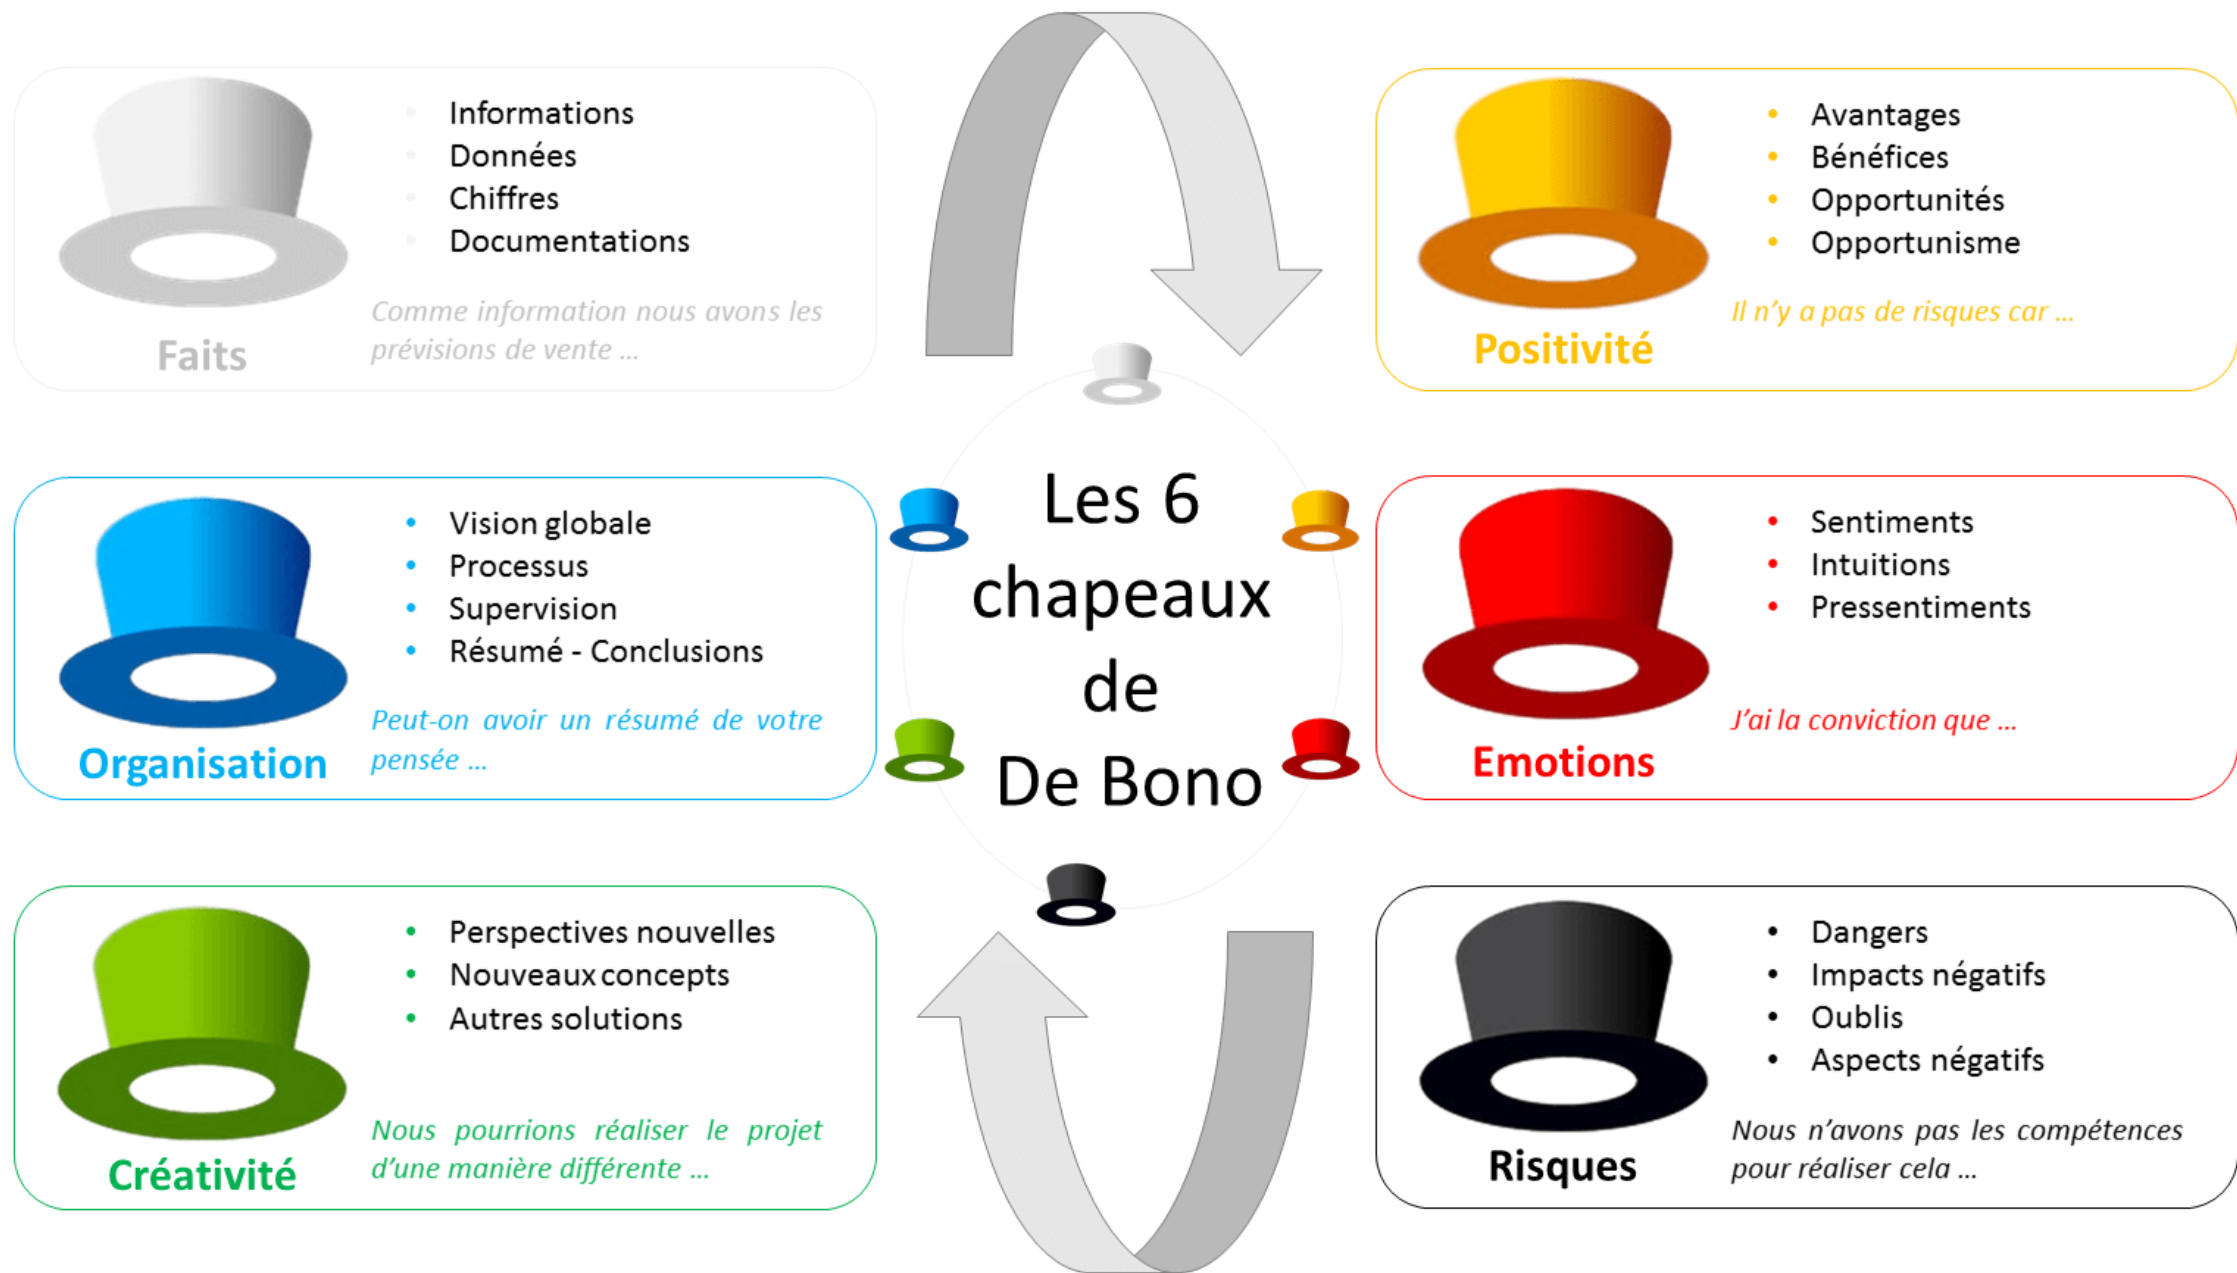 Informations
Données
Chiffres
Documentations
Comme information nous avons les
prévisions de vente ...
Faits
Avantages
Bénéfices
Opportunités
Opportunisme
Il n'y a pas de risques car ...
Positivité
Vision globale
Processus
Supervision
Résumé - Conclusions
Peut-on avoir un résumé de votre
pensée ...
Organisation
Les 6
chapeaux
de
De Bono
Sentiments
Intuitions
Pressentiments
J'ai la conviction que ...
Emotions
Perspectives nouvelles
Nouveaux concepts
Autres solutions
Nous pourrions réaliser le projet
d'une manière différente ...
Créativité
Dangers
Impacts négatifs
Oublis
Aspects négatifs
Nous n'avons pas les compétences
pour réaliser cela ...
Risques